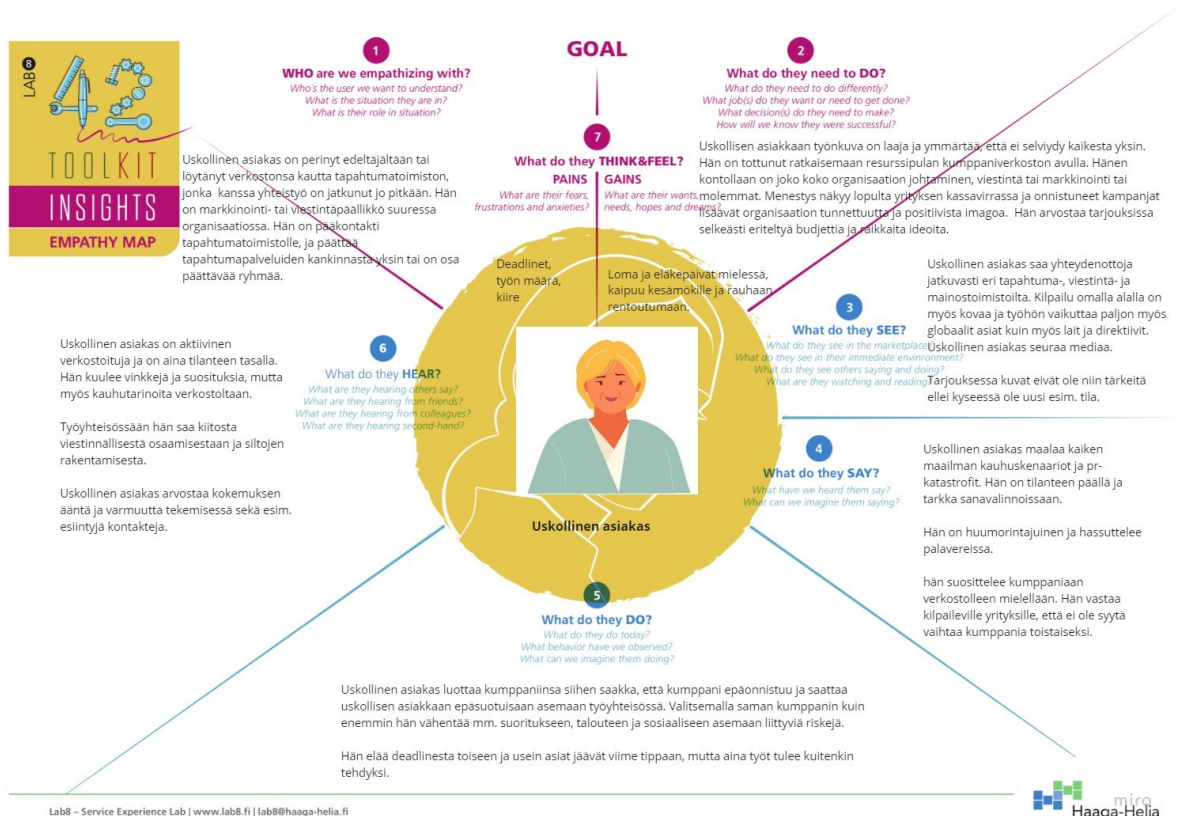 LAB8
42
TOOLKIT
INSIGHTS
EMPATHY MAP
1
WHO are we empathizing with?
Who's the user we want to understand?
What is the situation they are in?
What is their role in situation?
Uskollinen asiakas on perinyt edeltäjältään tai
löytänyt verkostonsa kautta tapahtumatoimiston,
jonka kanssa yhteistyö on jatkunut jo pitkään. Hän
on markkinointi- tai viestintäpäällikkö suuressa
organisaatiossa. Hän on pääkontakti
tapahtumatoimistolle, ja päättää
tapahtumapalveluiden kankinnasta yksin tai on osa
päättävää ryhmää.
GOAL
2
What do they need to DO?
What do they need to do differently?
What job(s) do they want or need to get done?
What decision(s) do they need to make?
How will we know they were successful?
Uskollisen asiakkaan työnkuva on laaja ja ymmärtää, että ei selviydy kaikesta yksin.
Hän on tottunut ratkaisemaan resurssipulan kumppaniverkoston avulla. Hänen
kontollaan on joko koko organisaation johtaminen, viestintä tai markkinointi tai
molemmat. Menestys näkyy lopulta yrityksen kassavirrassa ja onnistuneet kampanjat
lisäävät organisaation tunnettuutta ja positiivista imagoa. Hän arvostaa tarjouksissa
selkeästi eriteltyä budjettia ja raikkaita ideoita.
7
What do they THINK&FEEL?
PAINS
What are their fears,
frustrations and anxieties?
GAINS
What are their wants,
needs, hopes and dreams?
Deadlinet,
työn määrä,
kiire
Loma ja eläkepäivät mielessä,
kaipuu kesämökille ja rauhaan
rentoutumaan.
3
What do they SEE?
What do they see in the marketplace?
What do they see in their immediate envinronment?
What do they see others saying and doing?
What are they watching and reading?
Uskollinen asiakas saa yhteydenottoja
jatkuvasti eri tapahtuma-, viestintä- ja
mainostoimistoilta. Kilpailu omalla alalla on
myös kovaa ja työhön vaikuttaa paljon myös
globaalit asiat kuin myös lait ja direktiivit.
Uskollinen asiakas seuraa mediaa.
Tarjouksessa kuvat eivät ole niin tärkeitä
ellei kyseessä ole uusi esim. tila.
6
What do they HEAR?
What are they hearing others say?
What are they hearing from friends?
What are they hearing from colleagues?
What are they hearing second-hand?
Uskollinen asiakas on aktiivinen
verkostoituja ja on aina tilanteen tasalla.
Hän kuulee vinkkejä ja suosituksia, mutta
myös kauhutarinoita verkostoltaan.
Työyhteisössään hän saa kiitosta
viestinnällisestä osaamisestaan ja siltojen
rakentamisesta.
Uskollinen asiakas arvostaa kokemuksen
ääntä ja varmuutta tekemisessä sekä esim.
esiintyjä kontakteja.
Uskollinen asiakas
4
What do they SAY?
What have we heard them say?
What can we imagine them saying?
Uskollinen asiakas maalaa kaiken
maailman kauhuskenaariot ja pr-
katastrofit. Hän on tilanteen päällä ja
tarkka sanavalinnoissaan.
Hän on huumorintajuinen ja hassuttelee
palavereissa.
hän suosittelee kumppaniaan
verkostolleen mielellään. Hän vastaa
kilpaileville yrityksille, että ei ole syytä
vaihtaa kumppania toistaiseksi.
5
What do they DO?
What do they do today?
What behavior have we observed?
What can we imagine them doing?
Uskollinen asiakas luottaa kumppaniinsa siihen saakka, että kumppani epäonnistuu ja saattaa
uskollisen asiakkaan epäsuotuisaan asemaan työyhteisössä. Valitsemalla saman kumppanin kuin
enemmin hän vähentää mm. suoritukseen, talouteen ja sosiaaliseen asemaan liittyviä riskejä.
Hän elää deadlinesta toiseen ja usein asiat jäävät viime tippaan, mutta aina työt tulee kuitenkin
tehdyksi.
Lab8 – Service Experience Lab | www.lab8.fi | lab8@haaga-helia.fi
miro
Haaga-Helia